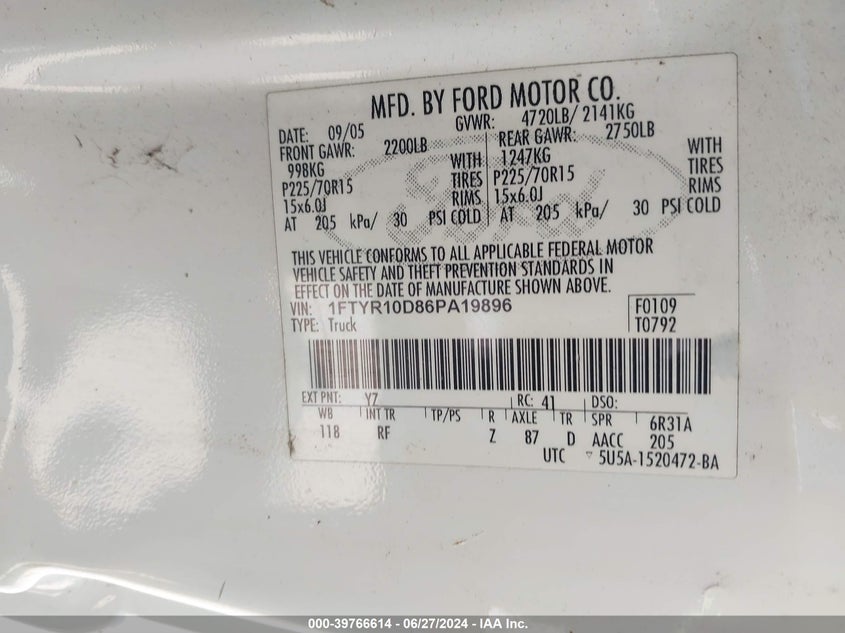 MFD. BY FORD MOTOR CO.
DATE: 09/05 GVWR: 4720LB/ 2141KG
FRONT GAWR: 2200LB REAR GAWR: 2750LB
998KG WITH 1247KG WITH
P225/70R15 TIRES P225/70R15 TIRES
15x6.0J RIMS 15x6.0J RIMS
AT 205 kPa/ 30 PSI COLD AT 205 kPa/ 30 PSI COLD
Ford
THIS VEHICLE CONFORMS TO ALL APPLICABLE FEDERAL MOTOR
VEHICLE SAFETY AND THEFT PREVENTION STANDARDS IN
EFFECT ON THE DATE OF MANUFACTURE SHOWN ABOVE.
VIN: 1FTYR10D86PA19896 F0109
TYPE: Truck T0792
EXT PNT: YZ RC: 41 DSO:
WB INT TR TP/PS R AXLE TR SPR 6R31A
118 RF Z 87 D AACC 205
UTC 5U5A-1520472-BA
000-39766614 - 06/27/2024 - IAA Inc.